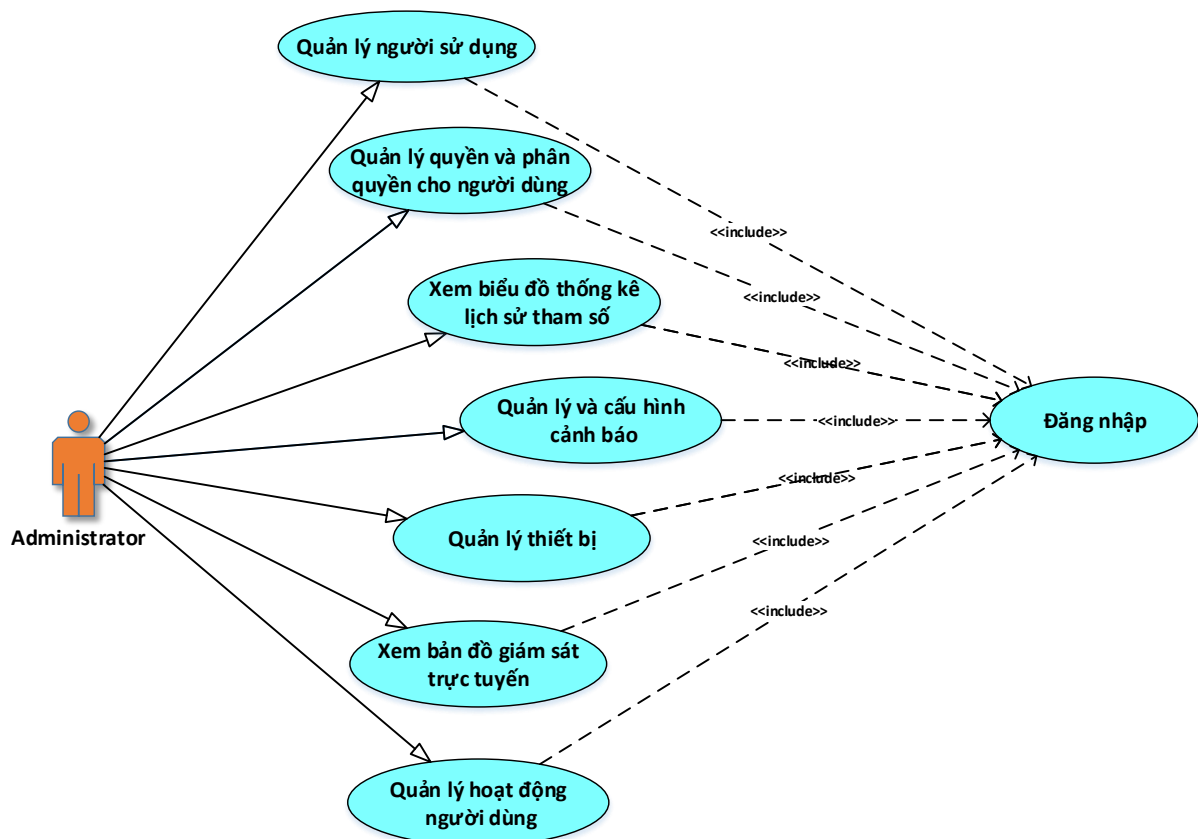 Quản lý người sử dụng
Quản lý quyền và phân
quyền cho người dùng
<<include>>
Xem biểu đồ thống kê
lịch sử tham số
<<include>>
<<include>>
Quản lý và cấu hình
cảnh báo
<<include>>
Đăng nhập
<<include>>
Administrator
Quản lý thiết bị
<<include>>
Xem bản đồ giám sát
trực tuyến
<<include>>
Quản lý hoạt động
người dùng